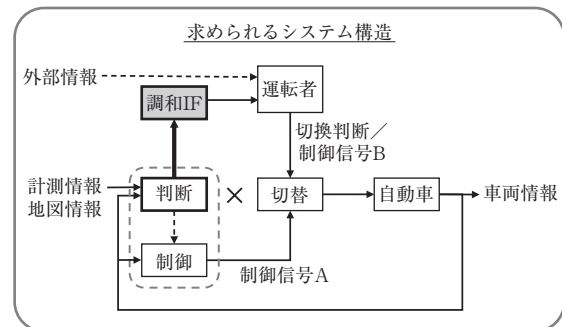 求められるシステム構造
外部情報
運転者
調和IF
切換判断／
制御信号B
計測情報
地図情報
判断
×
切替
自動車
車両情報
制御
制御信号A